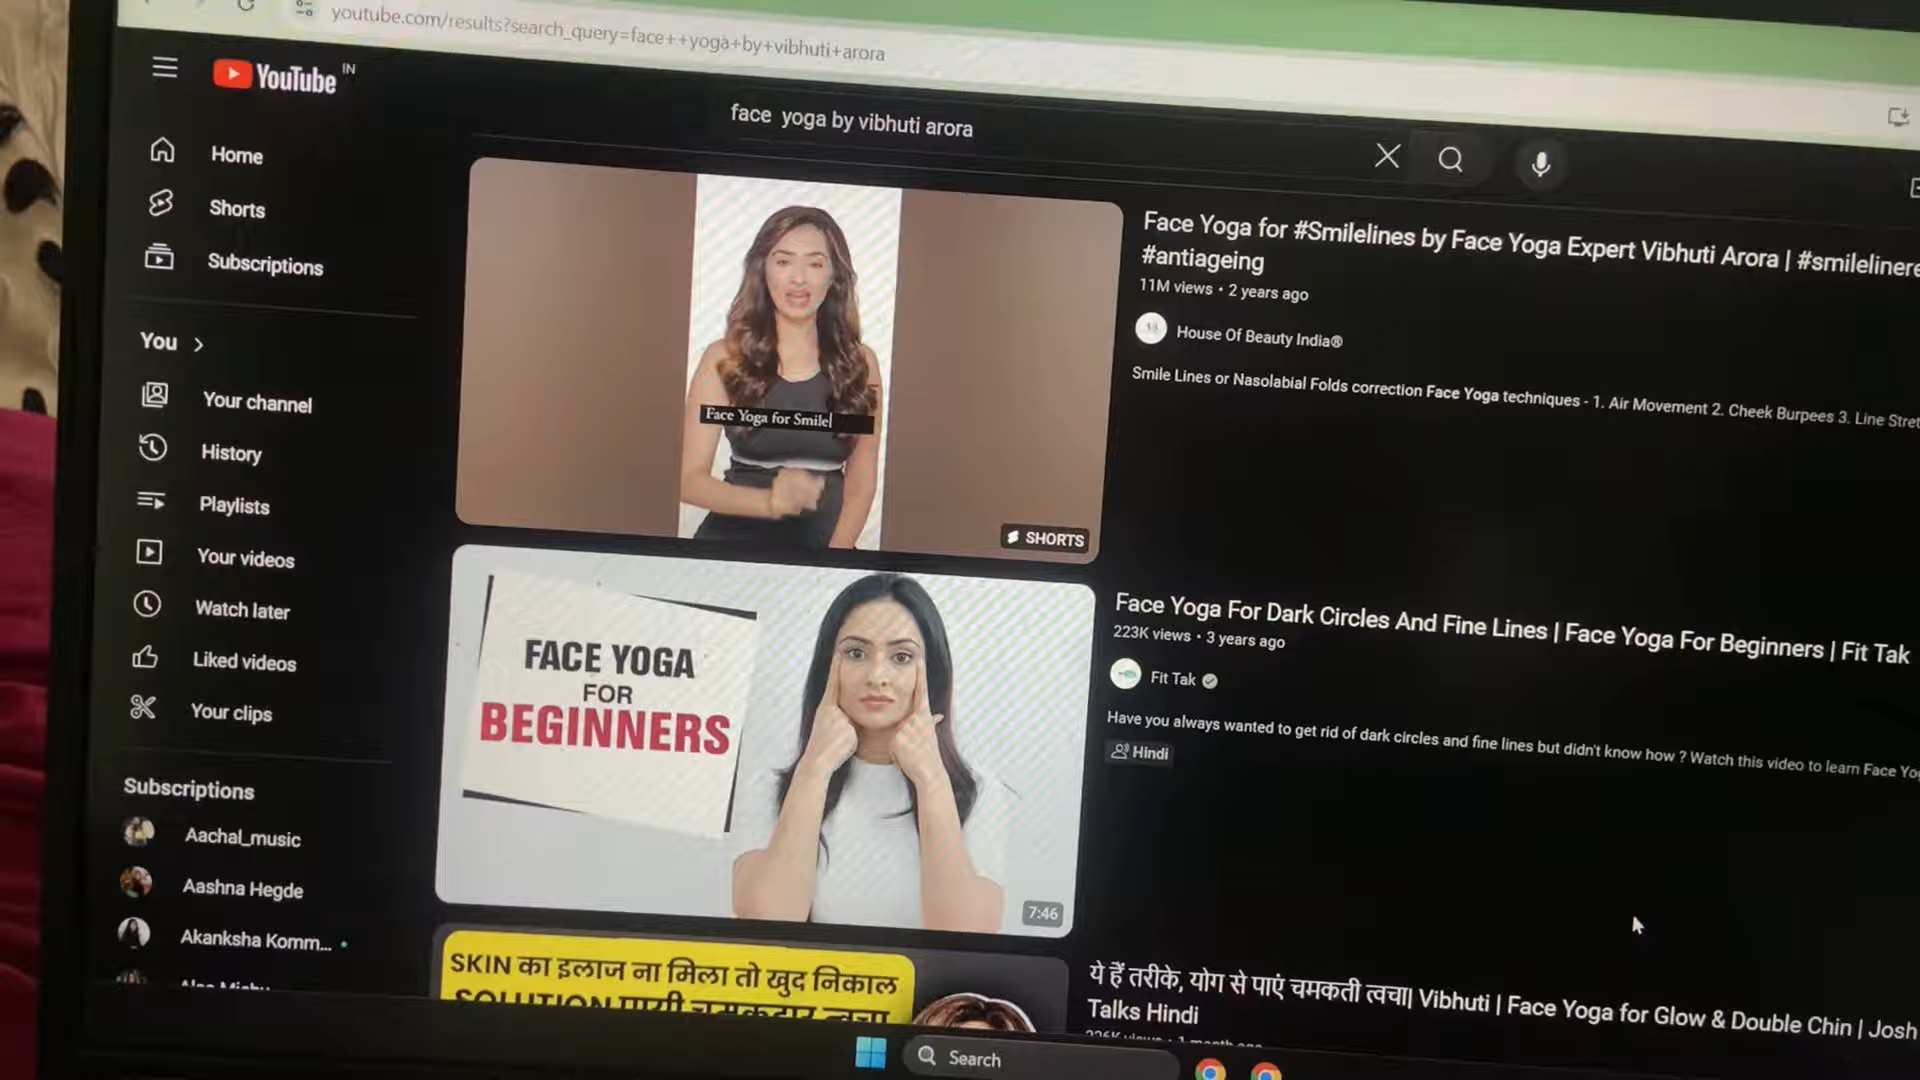 youtube.com/results?search_query=face++yoga+by+vibhuti+arora
YouTube IN
face yoga by vibhuti arora
Home
Shorts
Subscriptions
You
Your channel
History
Playlists
Your videos
Watch later
Liked videos
Your clips
Subscriptions
Aachal_music
Aashna Hegde
Akanksha Komm...
Face Yoga for Smile
SHORTS
Face Yoga for #Smilelines by Face Yoga Expert Vibhuti Arora | #smilelinere
#antiageing
11M views • 2 years ago
House Of Beauty India®
Smile Lines or Nasolabial Folds correction Face Yoga techniques - 1. Air Movement 2. Cheek Burpees 3. Line Stret
FACE YOGA
FOR
BEGINNERS
7:46
Face Yoga For Dark Circles And Fine Lines | Face Yoga For Beginners | Fit Tak
223K views • 3 years ago
Fit Tak
Have you always wanted to get rid of dark circles and fine lines but didn't know how ? Watch this video to learn Face Yo
Hindi
SKIN का इलाज ना मिला तो खुद निकाल
SOLUTION पायी चमकदार त्वचा
ये हैं तरीके, योग से पाएं चमकती त्वचा| Vibhuti | Face Yoga for Glow & Double Chin | Josh
Talks Hindi
1 month ago
Search